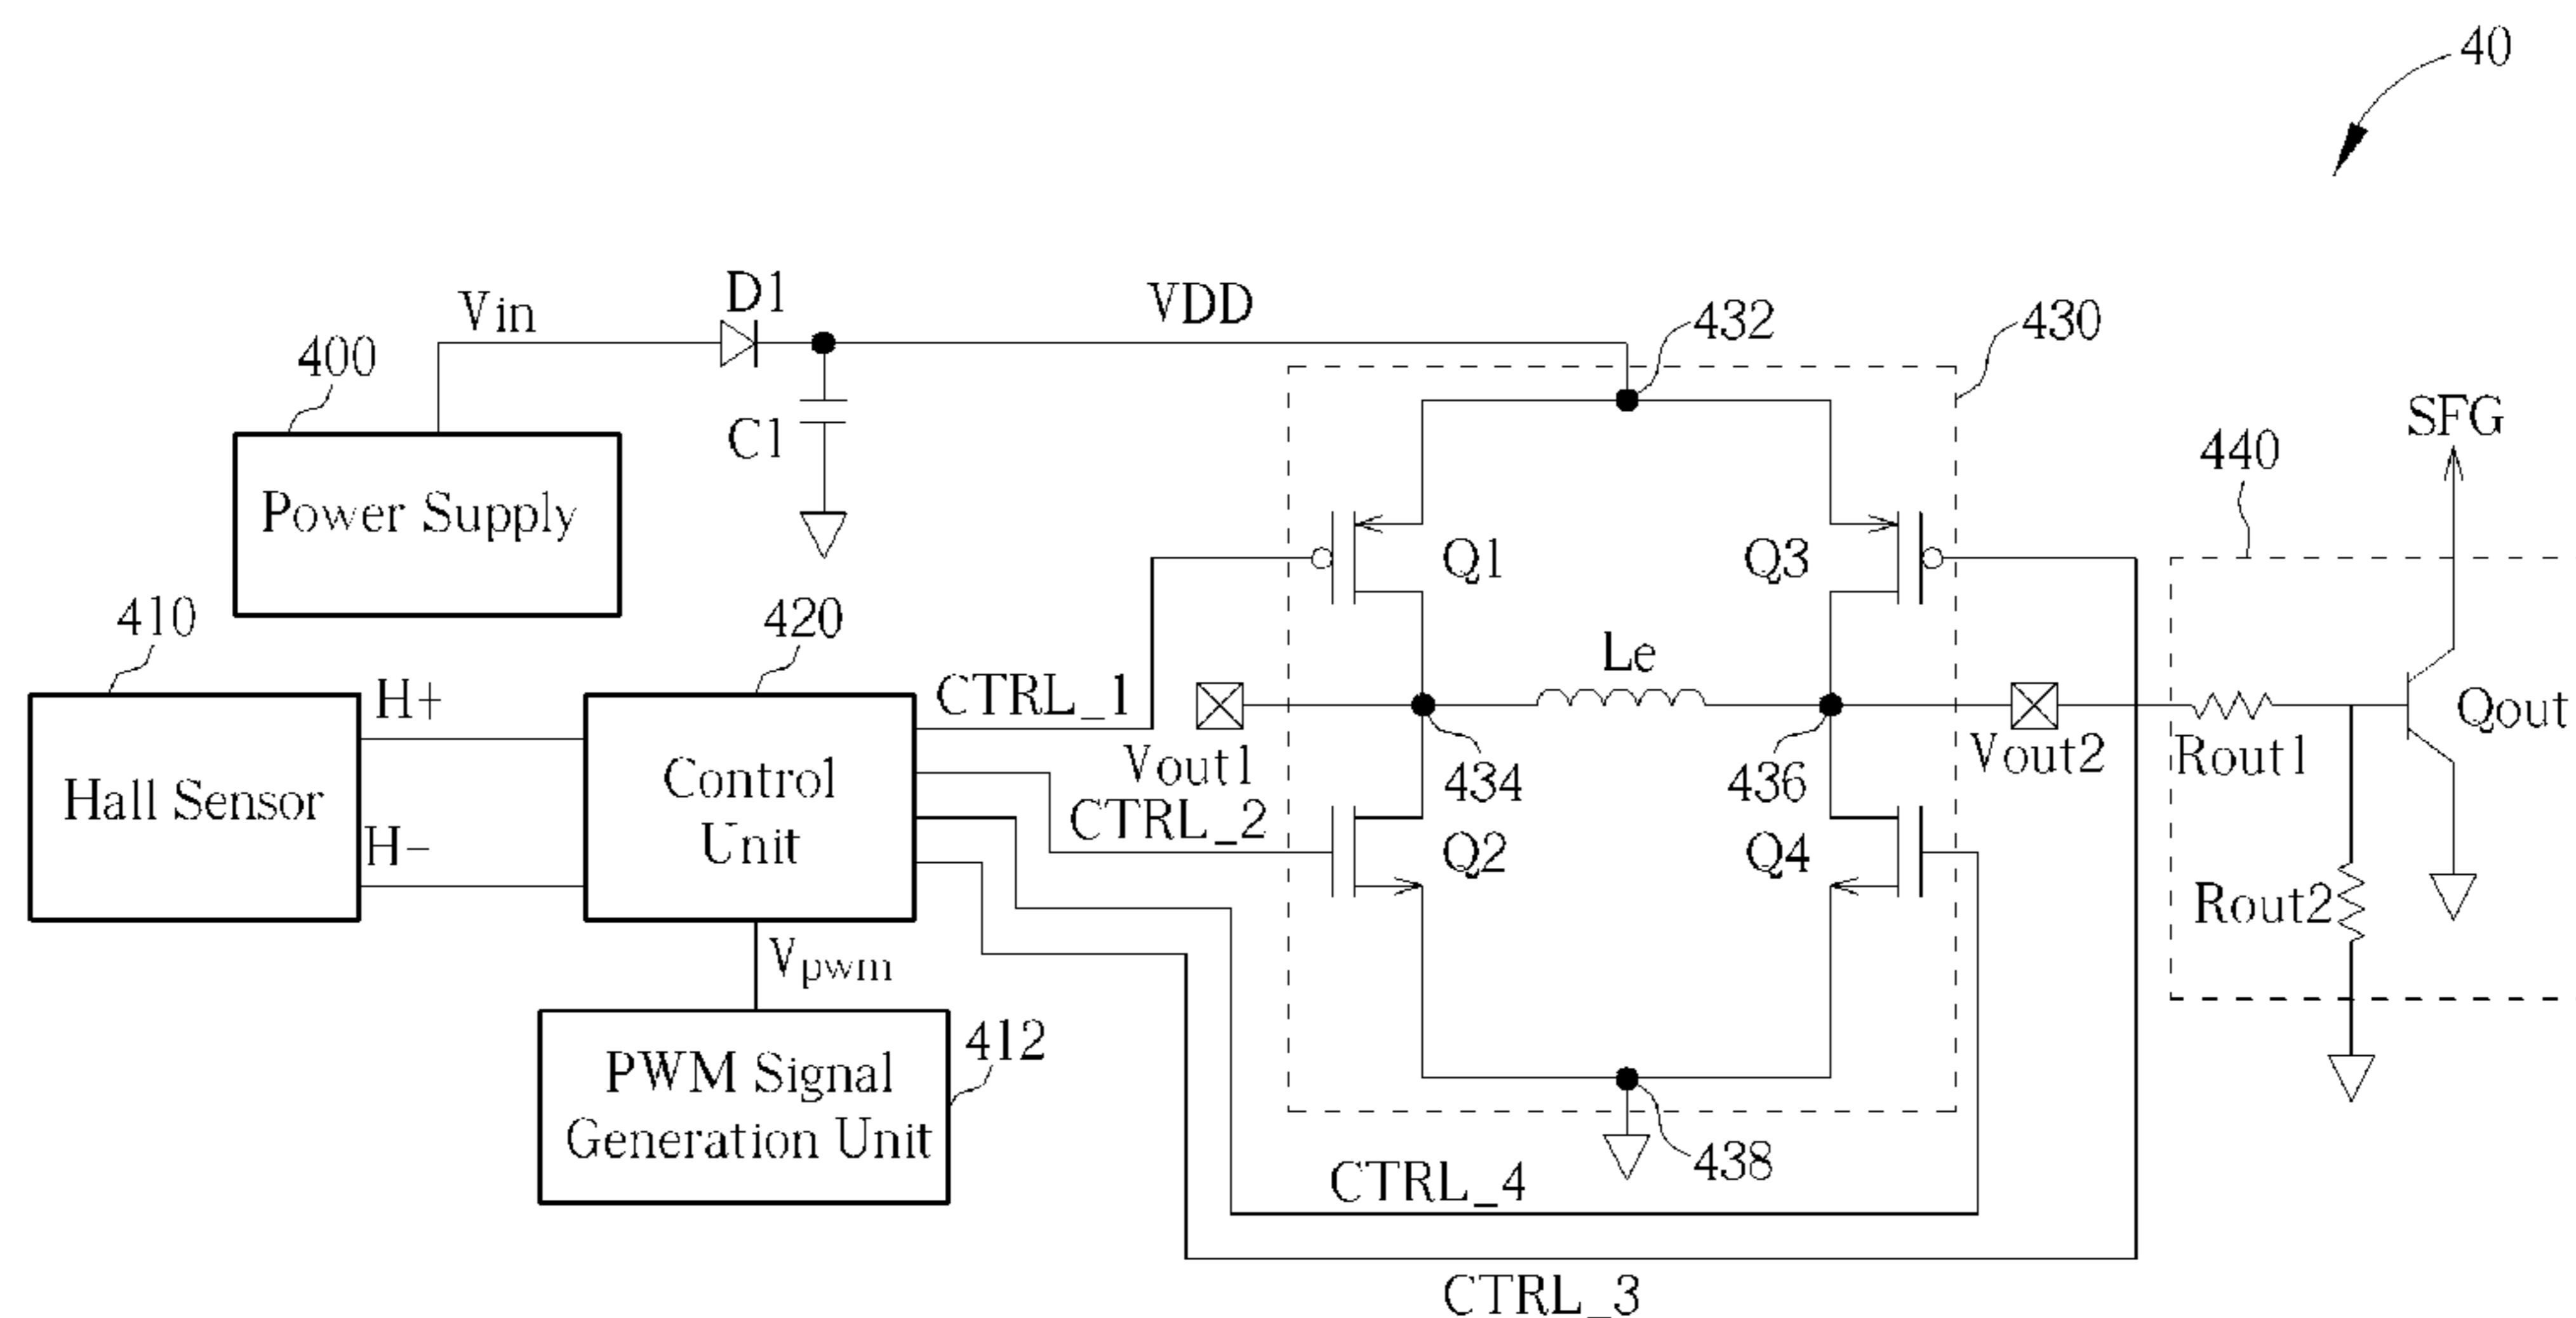 40
Vin
D1
VDD
432
430
400
C1
SFG
440
Power Supply
Q1
Q3
410
420
H+
CTRL_1
Le
Qout
Hall Sensor
Control
Unit
Vout1
434
436
Vout2
Rout1
H-
CTRL_2
Q2
Q4
Rout2
Vpwm
412
PWM Signal
Generation Unit
438
CTRL_4
CTRL_3